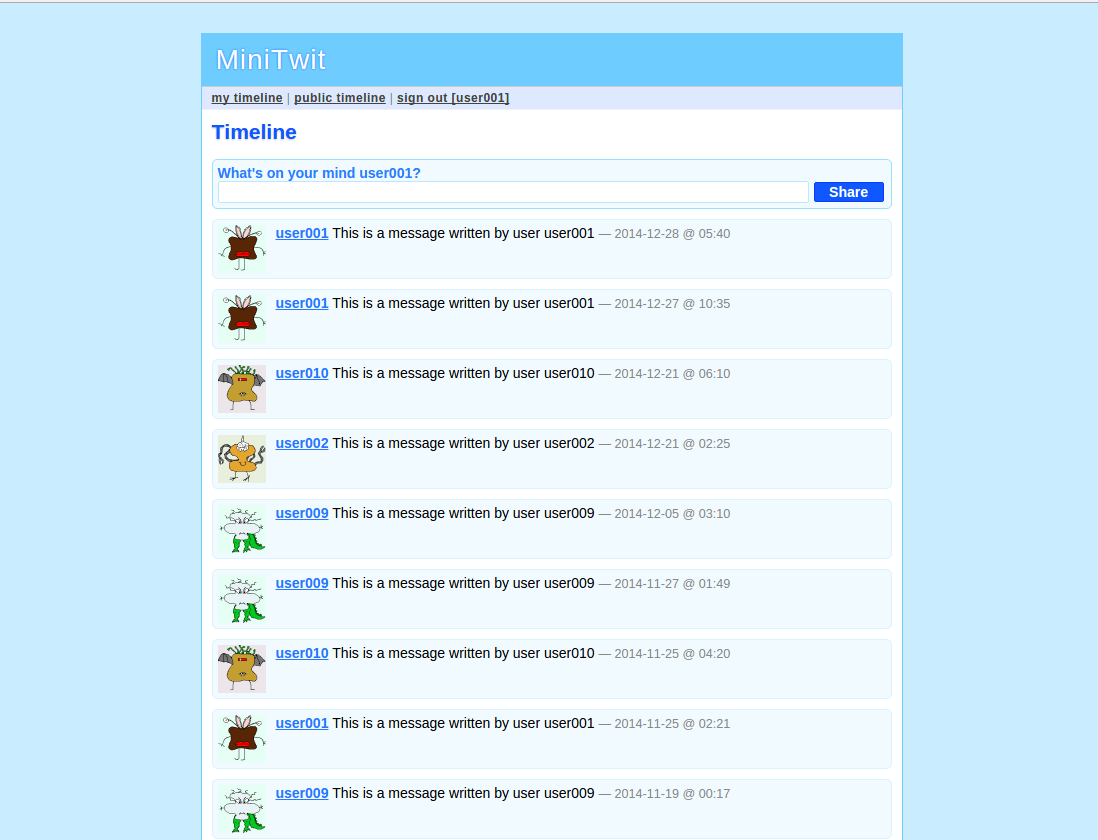 MiniTwit
my timeline | public timeline | sign out [user001]
Timeline
What's on your mind user001?
Share
user001 This is a message written by user user001 — 2014-12-28 @ 05:40
user001 This is a message written by user user001 — 2014-12-27 @ 10:35
user010 This is a message written by user user010 — 2014-12-21 @ 06:10
user002 This is a message written by user user002 — 2014-12-21 @ 02:25
user009 This is a message written by user user009 — 2014-12-05 @ 03:10
user009 This is a message written by user user009 — 2014-11-27 @ 01:49
user010 This is a message written by user user010 — 2014-11-25 @ 04:20
user001 This is a message written by user user001 — 2014-11-25 @ 02:21
user009 This is a message written by user user009 — 2014-11-19 @ 00:17